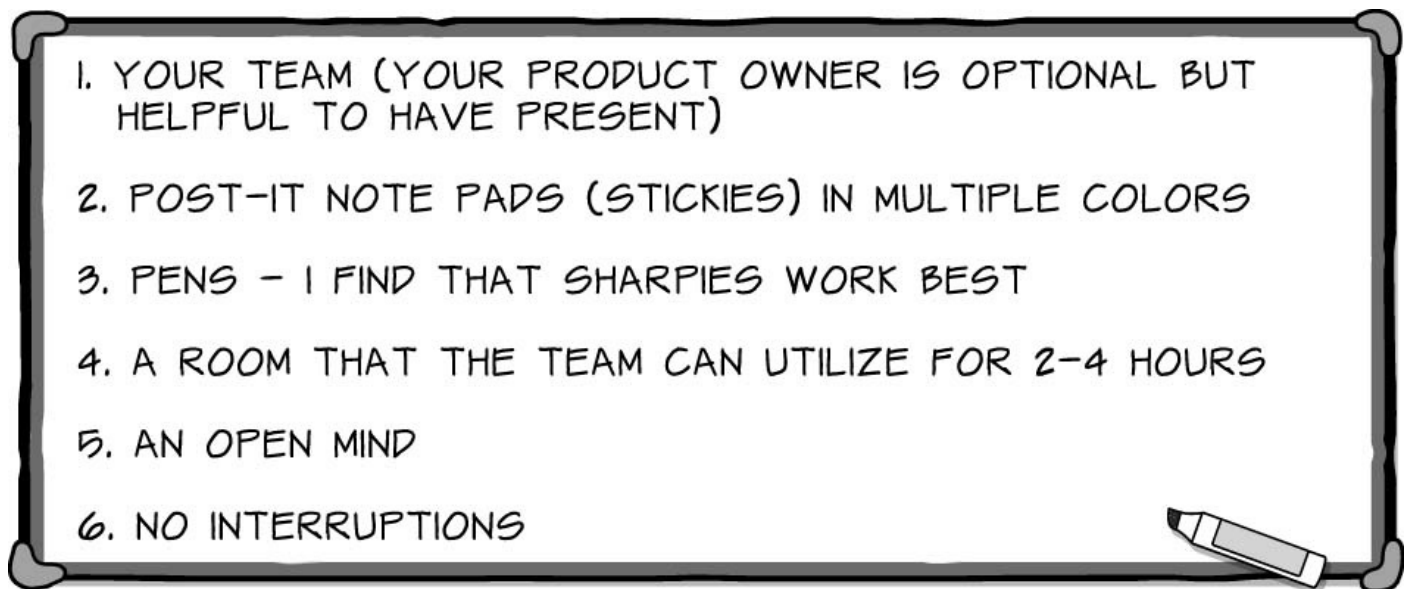 1. YOUR TEAM (YOUR PRODUCT OWNER IS OPTIONAL BUT
HELPFUL TO HAVE PRESENT)
2. POST-IT NOTE PADS (STICKIES) IN MULTIPLE COLORS
3. PENS - I FIND THAT SHARPIES WORK BEST
4. A ROOM THAT THE TEAM CAN UTILIZE FOR 2-4 HOURS
5. AN OPEN MIND
6. NO INTERRUPTIONS